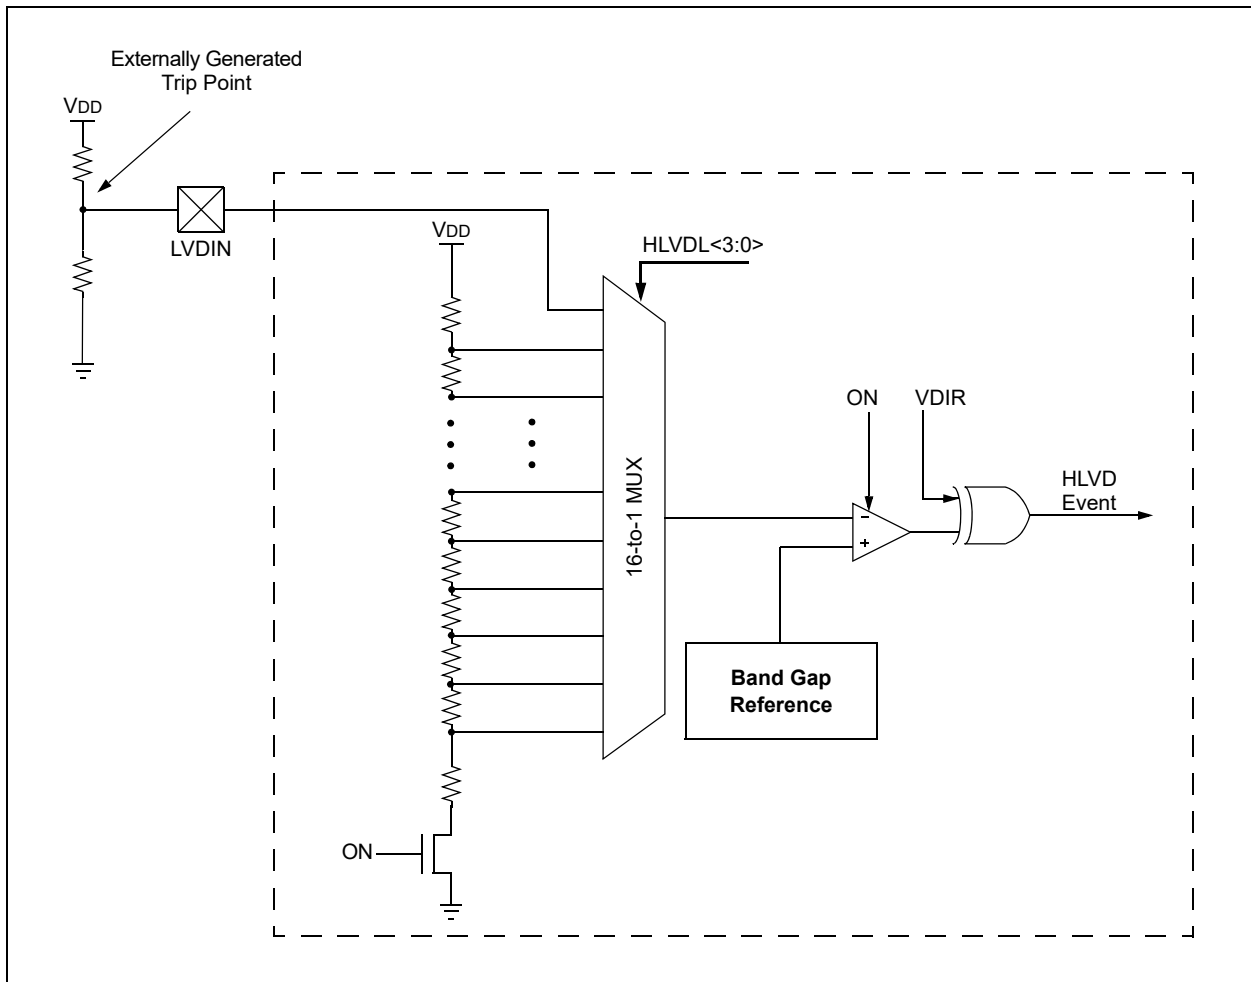 Externally Generated
Trip Point
VDD
LVDIN
VDD
HLVDL<3:0>
16-to-1 MUX
ON
VDIR
HLVD
Event
–
+
Band Gap
Reference
ON